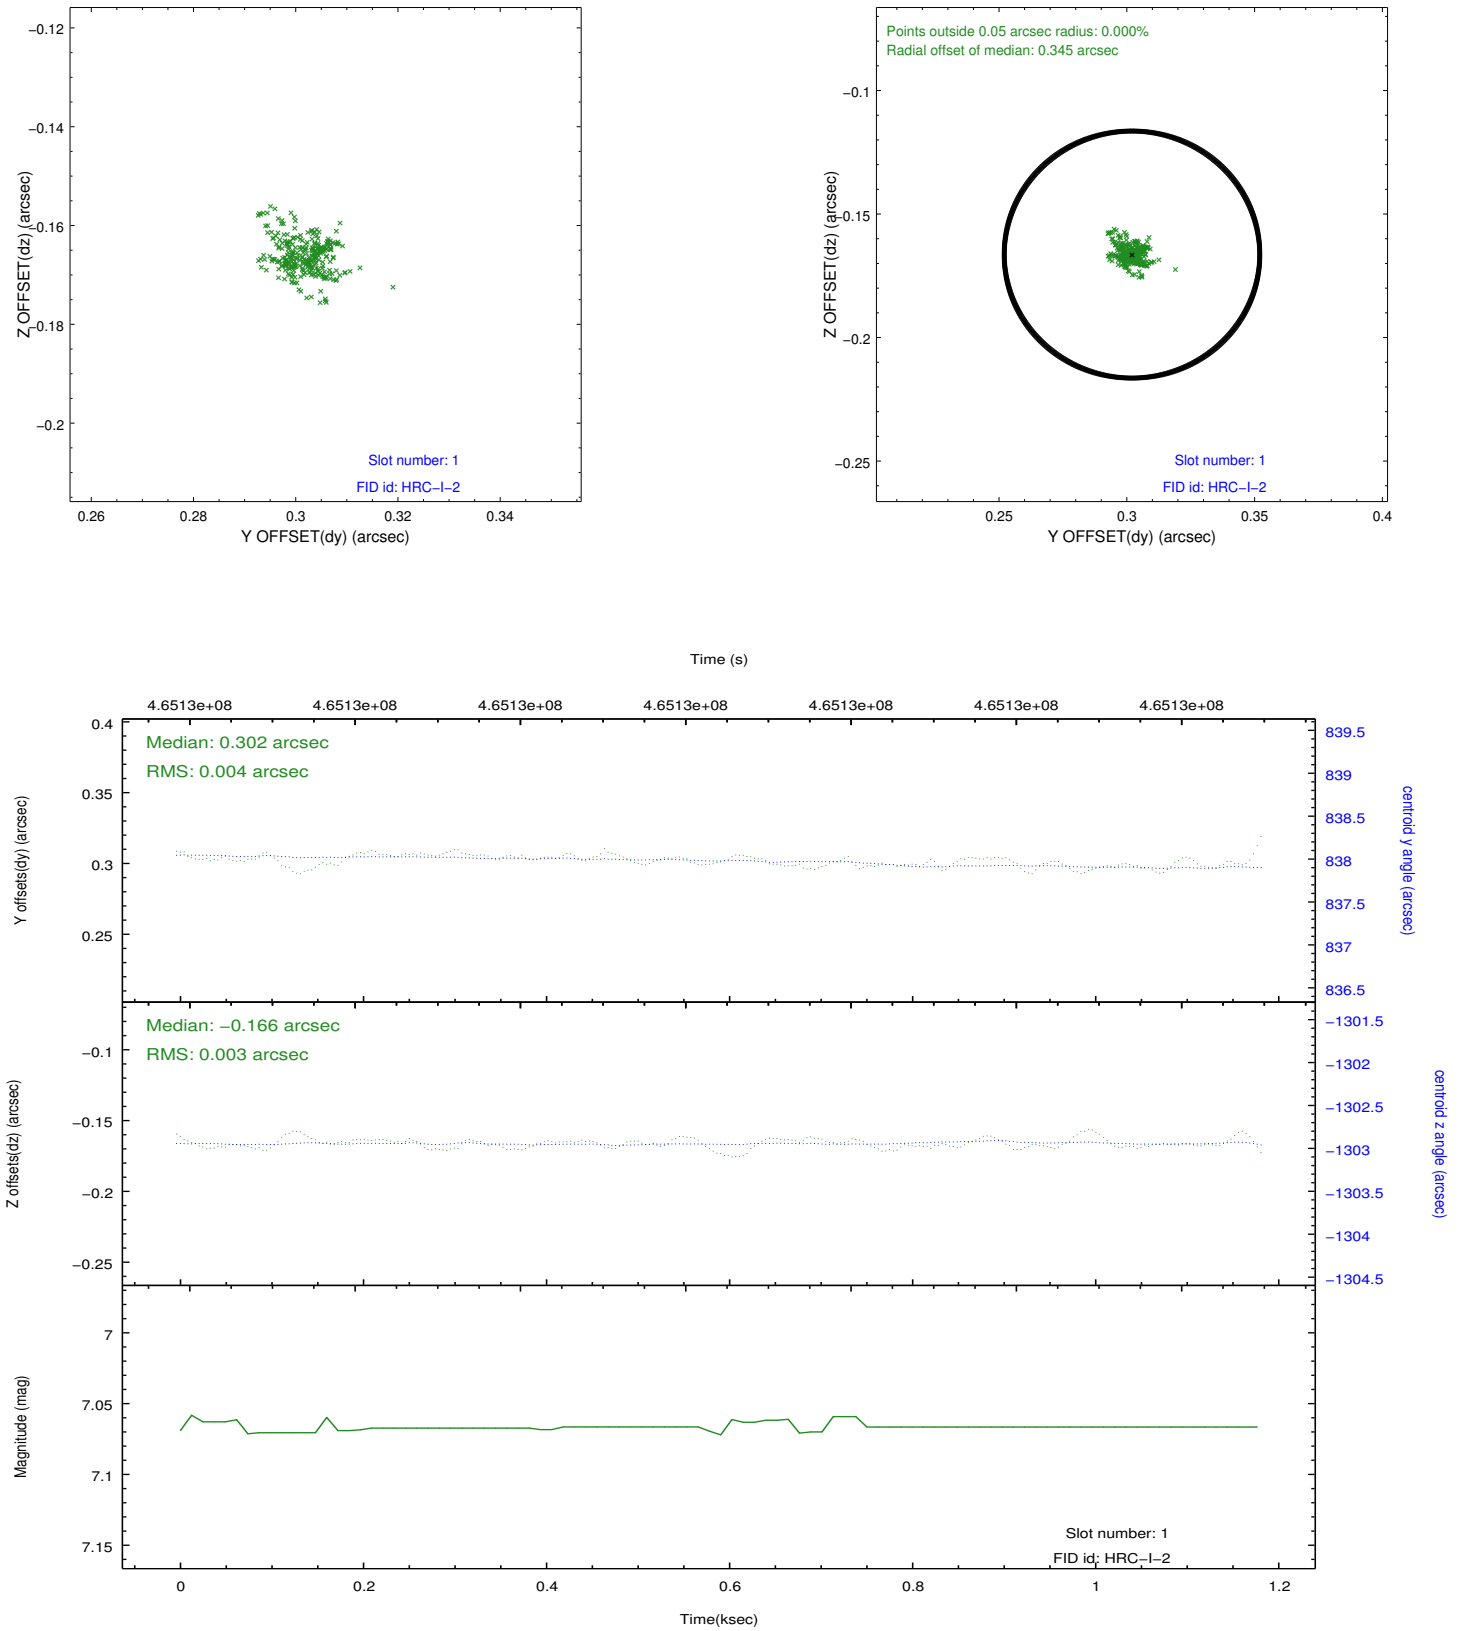 −0.12
−0.14
−0.16
−0.18
−0.2
Z OFFSET(dz) (arcsec)
0.26 0.28 0.3 0.32 0.34
Y OFFSET(dy) (arcsec)
Slot number: 1
FID id: HRC−I−2
Points outside 0.05 arcsec radius: 0.000%
Radial offset of median: 0.345 arcsec
−0.1
−0.15
−0.2
−0.25
Z OFFSET(dz) (arcsec)
0.25 0.3 0.35 0.4
Y OFFSET(dy) (arcsec)
Slot number: 1
FID id: HRC−I−2
Time (s)
4.6513e+08 4.6513e+08 4.6513e+08 4.6513e+08 4.6513e+08 4.6513e+08 4.6513e+08
Median: 0.302 arcsec
RMS: 0.004 arcsec
0.4
0.35
0.3
0.25
Y offsets(dy) (arcsec)
839.5
839
838.5
838
837.5
837
836.5
centroid y angle (arcsec)
Median: −0.166 arcsec
RMS: 0.003 arcsec
−0.1
−0.15
−0.2
−0.25
Z offsets(dz) (arcsec)
−1301.5
−1302
−1302.5
−1303
−1303.5
−1304
−1304.5
centroid z angle (arcsec)
7
7.05
7.1
7.15
Magnitude (mag)
Slot number: 1
FID id: HRC−I−2
0 0.2 0.4 0.6 0.8 1 1.2
Time(ksec)